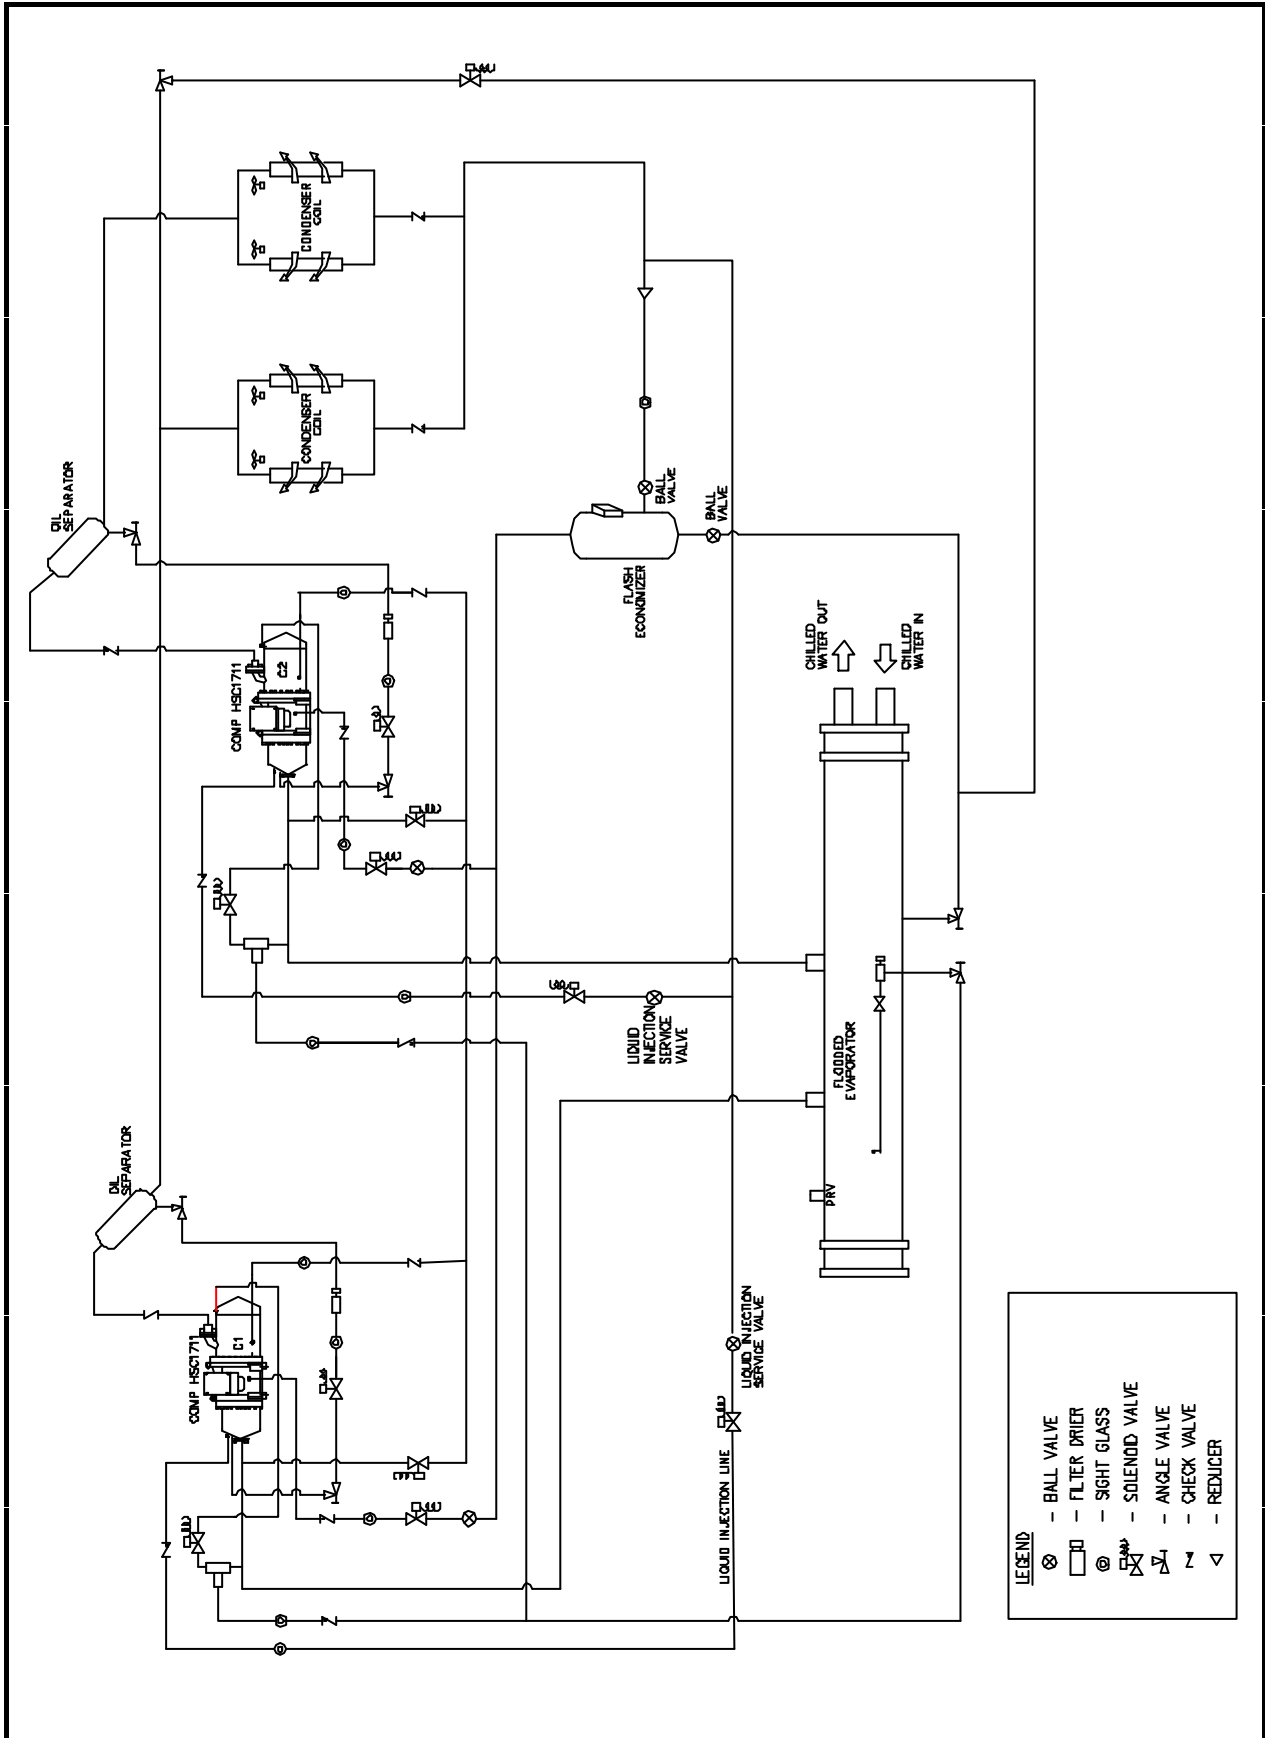 CONDENSER
COIL
CONDENSER
COIL
OIL
SEPARATOR
BALL
VALVE
BALL
VALVE
FLASH
ECONOMIZER
CHILLED
WATER OUT
CHILLED
WATER IN
COMP HSC1711
C2
LIQUID
INJECTION
SERVICE
VALVE
FLOODED
EVAPORATOR
PRV
OIL
SEPARATOR
COMP HSC1711
C1
LIQUID INJECTION
SERVICE VALVE
LIQUID INJECTION LINE
LEGEND
- BALL VALVE
- FILTER DRIER
- SIGHT GLASS
- SOLENOID VALVE
- ANGLE VALVE
- CHECK VALVE
- REDUCER